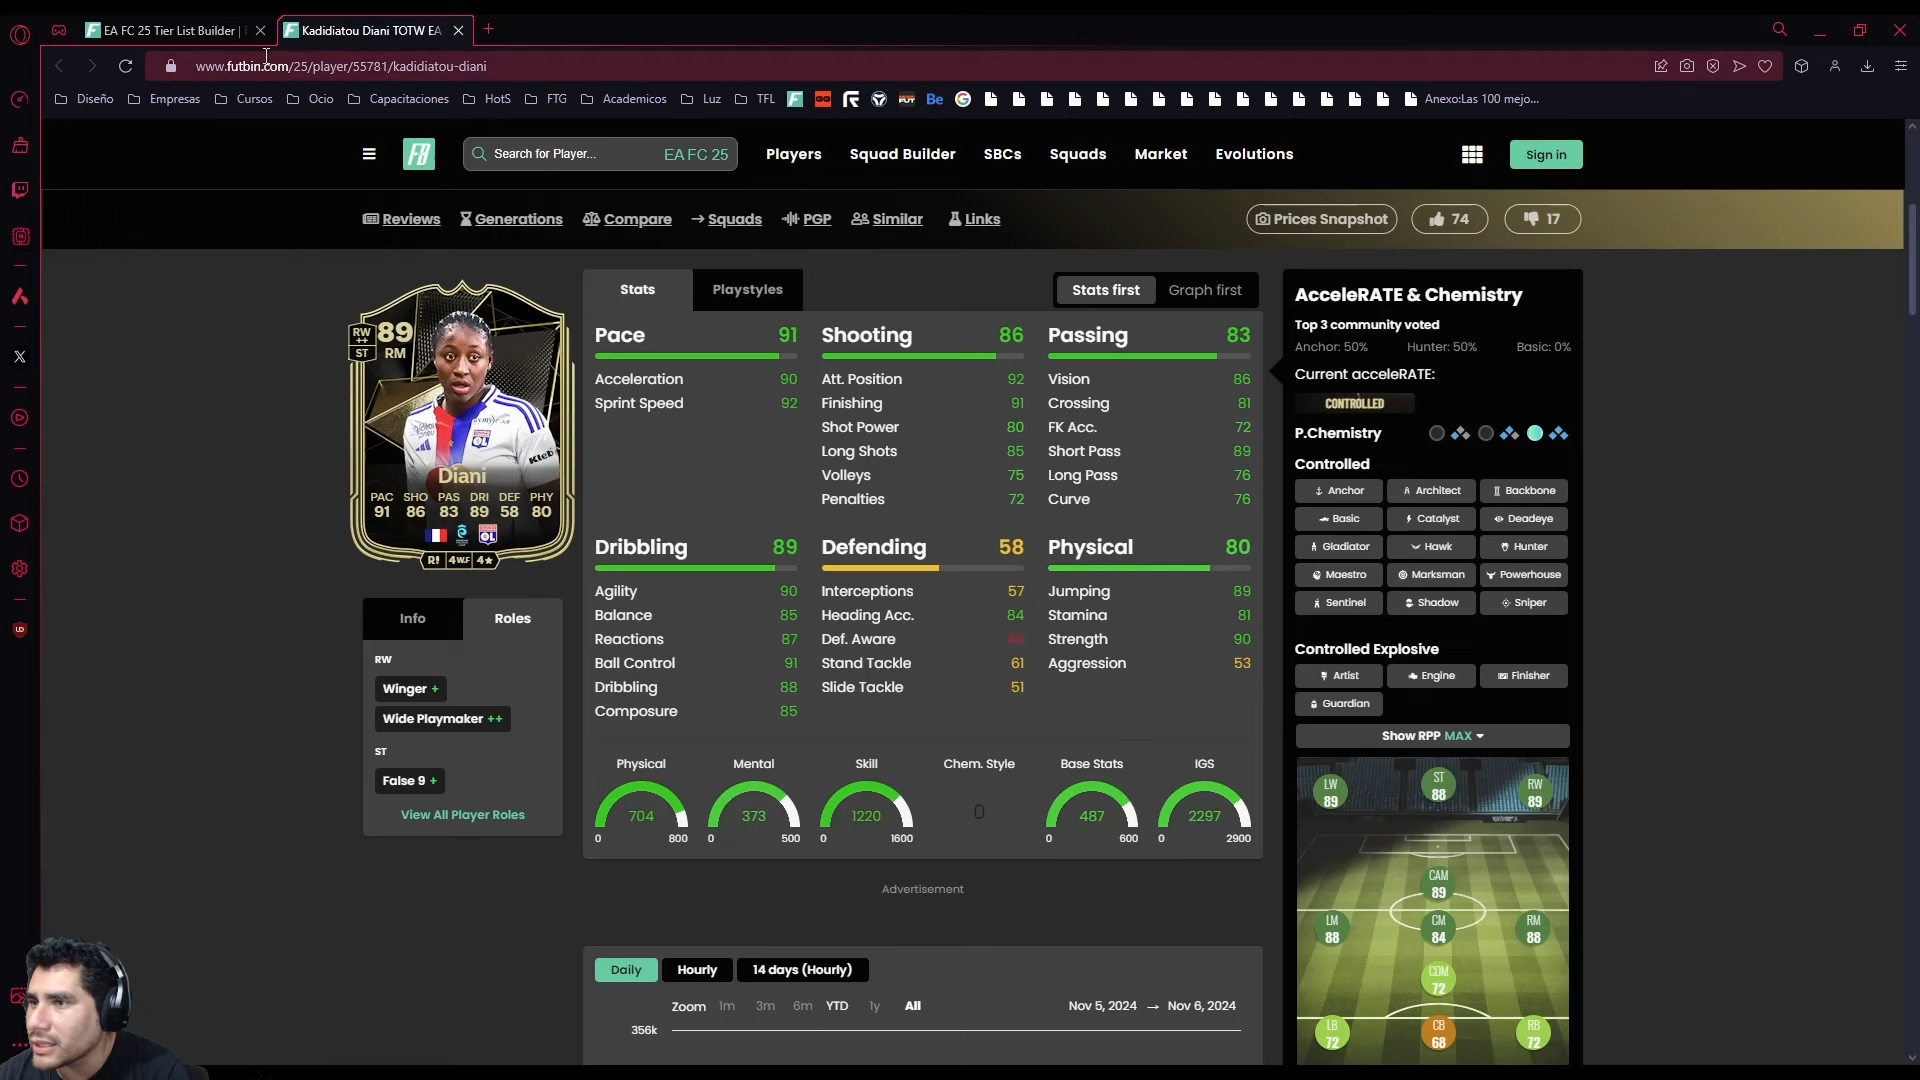 EA FC 25 Tier List Builder |
Kadidiatou Diani TOTW EA
www.futbin.com/25/player/55781/kadidiatou-diani
Diseño Empresas Cursos Ocio Capacitaciones HotS FTG Academicos Luz TFL Anexo:Las 100 mejo...
Search for Player... EA FC 25
Players Squad Builder SBCs Squads Market Evolutions
Sign in
Reviews Generations Compare Squads PGP Similar Links
Prices Snapshot 74 17
RW ++ ST
89
RM
Diani
PAC SHO PAS DRI DEF PHY
91 86 83 89 58 80
R! 4W.F 4★
Info Roles
RW
Winger +
Wide Playmaker ++
ST
False 9 +
View All Player Roles
Stats Playstyles
Stats first Graph first
Pace 91
Acceleration 90
Sprint Speed 92
Shooting 86
Att. Position 92
Finishing 91
Shot Power 80
Long Shots 85
Volleys 75
Penalties 72
Passing 83
Vision 86
Crossing 81
FK Acc. 72
Short Pass 89
Long Pass 76
Curve 76
Dribbling 89
Agility 90
Balance 85
Reactions 87
Ball Control 91
Dribbling 88
Composure 85
Defending 58
Interceptions 57
Heading Acc. 84
Def. Aware
Stand Tackle 61
Slide Tackle 51
Physical 80
Jumping 89
Stamina 81
Strength 90
Aggression 53
Physical Mental Skill Chem. Style Base Stats IGS
704 373 1220 0 487 2297
0 800 0 500 0 1600 0 600 0 2900
Advertisement
Daily Hourly 14 days (Hourly)
Zoom 1m 3m 6m YTD 1y All
Nov 5, 2024 → Nov 6, 2024
356k
AcceleRATE & Chemistry
Top 3 community voted
Anchor: 50% Hunter: 50% Basic: 0%
Current acceleRATE:
CONTROLLED
P.Chemistry
Controlled
Anchor Architect Backbone
Basic Catalyst Deadeye
Gladiator Hawk Hunter
Maestro Marksman Powerhouse
Sentinel Shadow Sniper
Controlled Explosive
Artist Engine Finisher
Guardian
Show RPP MAX
LW ST RW
89 88 89
CAM
89
LM CM RM
88 84 88
CDM
72
LB CB RB
72 68 72